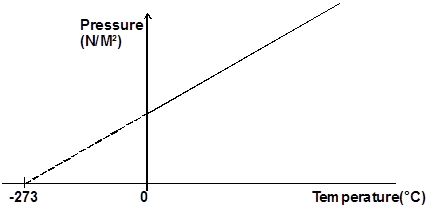 Pressure
(N/M²)
-273
0
Temperature(°C)